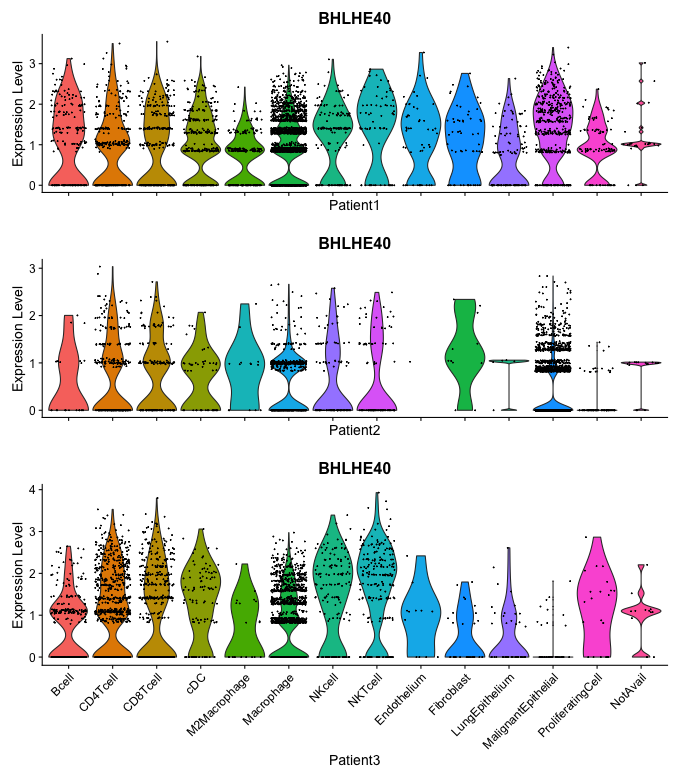 BHLHE40
Expression Level
3
2
1
0
Patient1
BHLHE40
Expression Level
3
2
1
0
Patient2
BHLHE40
Expression Level
4
3
2
1
0
Bcell
CD4Tcell
CD8Tcell
cDC
M2Macrophage
Macrophage
NKcell
NKTcell
Endothelium
Fibroblast
LungEpithelium
MalignantEpithelial
ProliferatingCell
NotAvail
Patient3